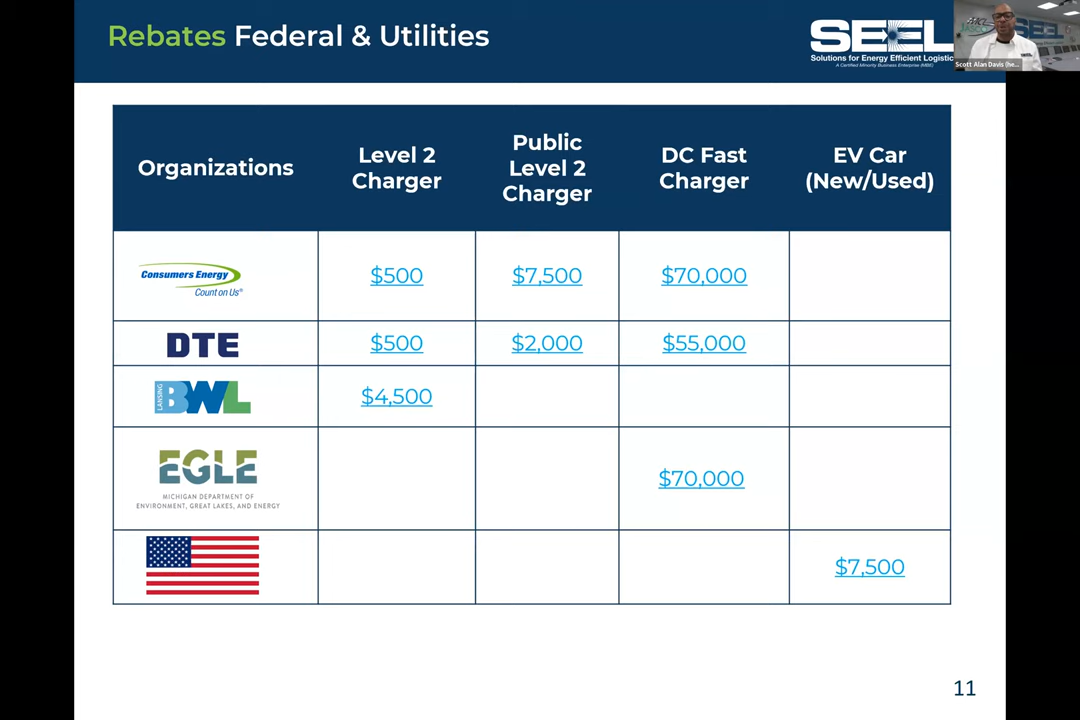 Rebates Federal & Utilities
SEEL
Solutions for Energy Efficient Logistic
A Certified Minority Business Enterprise (MBE)
SEEL
Scott Alan Davis (he...
Organizations
Level 2
Charger
Public
Level 2
Charger
DC Fast
Charger
EV Car
(New/Used)
Consumers Energy
Count on Us®
$500
$7,500
$70,000
DTE
$500
$2,000
$55,000
LANSING
BWL
$4,500
EGLE
MICHIGAN DEPARTMENT OF
ENVIRONMENT, GREAT LAKES, AND ENERGY
$70,000
$7,500
11